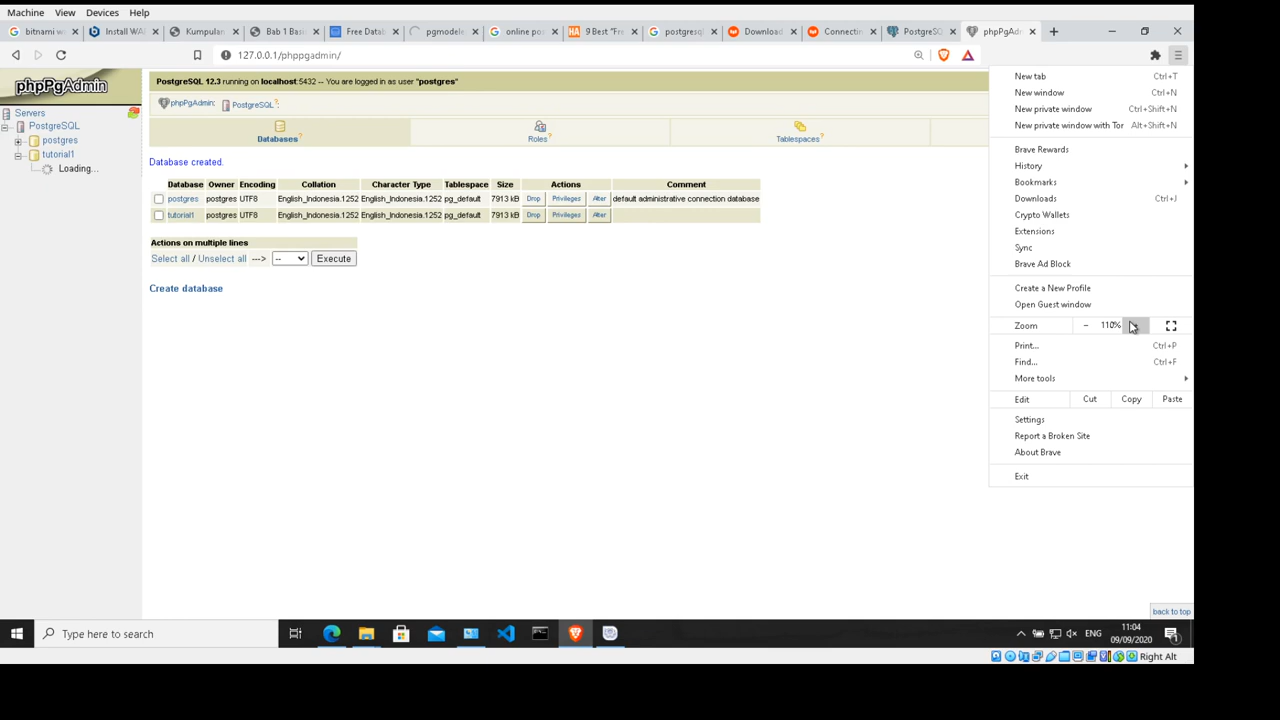 Machine View Devices Help
bitnami w Install WA Kumpulan Bab 1 Basi Free Datab pgmodele online pos 9 Best "Fre postgresql Download Connectin PostgreSQ phpPgAdm
127.0.0.1/phppgadmin/
phpPgAdmin
Servers
PostgreSQL
postgres
tutorial1
Loading...
PostgreSQL 12.3 running on localhost:5432 -- You are logged in as user "postgres"
phpPgAdmin: PostgreSQL?:
Databases? Roles? Tablespaces?
Database created.
Database Owner Encoding Collation Character Type Tablespace Size Actions Comment
postgres postgres UTF8 English_Indonesia.1252 English_Indonesia.1252 pg_default 7913 kB Drop Privileges Alter default administrative connection database
tutorial1 postgres UTF8 English_Indonesia.1252 English_Indonesia.1252 pg_default 7913 kB Drop Privileges Alter
Actions on multiple lines
Select all / Unselect all ---> -- Execute
Create database
New tab Ctrl+T
New window Ctrl+N
New private window Ctrl+Shift+N
New private window with Tor Alt+Shift+N
Brave Rewards
History
Bookmarks
Downloads Ctrl+J
Crypto Wallets
Extensions
Sync
Brave Ad Block
Create a New Profile
Open Guest window
Zoom – 110%
Print... Ctrl+P
Find... Ctrl+F
More tools
Edit Cut Copy Paste
Settings
Report a Broken Site
About Brave
Exit
back to top
Type here to search
ENG
11:04
09/09/2020
1
Right Alt